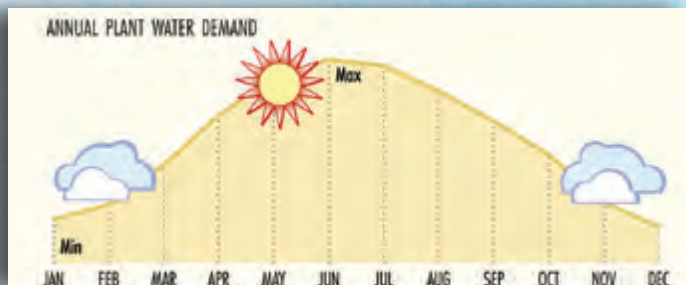 ANNUAL PLANT WATER DEMAND
Max
Min
JAN FEB MAR APR MAY JUN JUL AUG SEP OCT NOV DEC